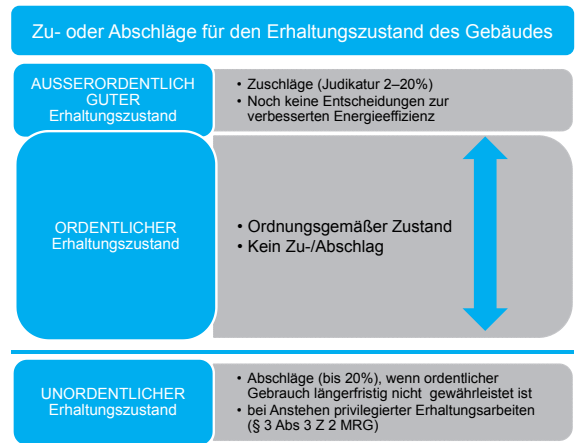 Zu- oder Abschläge für den Erhaltungszustand des Gebäudes
AUSSERORDENTLICH
GUTER
Erhaltungszustand
• Zuschläge (Judikatur 2–20%)
• Noch keine Entscheidungen zur
verbesserten Energieeffizienz
ORDENTLICHER
Erhaltungszustand
• Ordnungsgemäßer Zustand
• Kein Zu-/Abschlag
UNORDENTLICHER
Erhaltungszustand
• Abschläge (bis 20%), wenn ordentlicher
Gebrauch längerfristig nicht gewährleistet ist
• bei Anstehen privilegierter Erhaltungsarbeiten
(§ 3 Abs 3 Z 2 MRG)